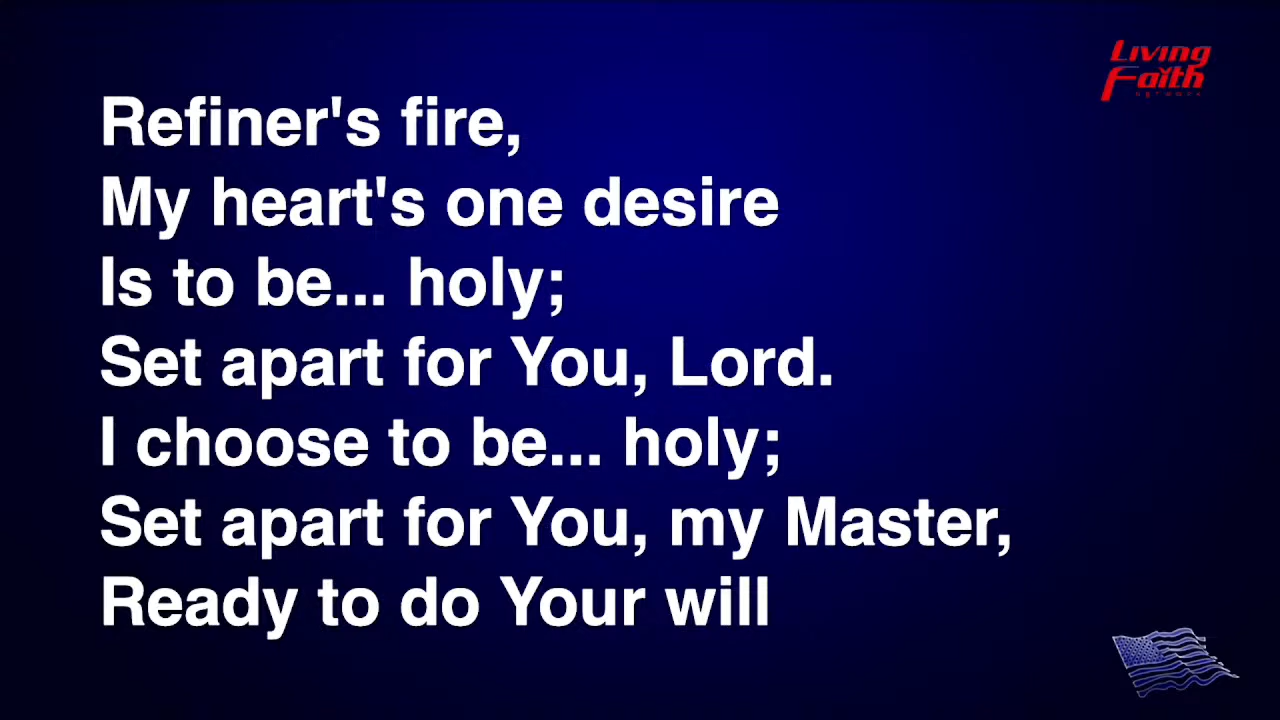 Living
Faith
NETWORK
Refiner's fire,
My heart's one desire
Is to be... holy;
Set apart for You, Lord.
I choose to be... holy;
Set apart for You, my Master,
Ready to do Your will